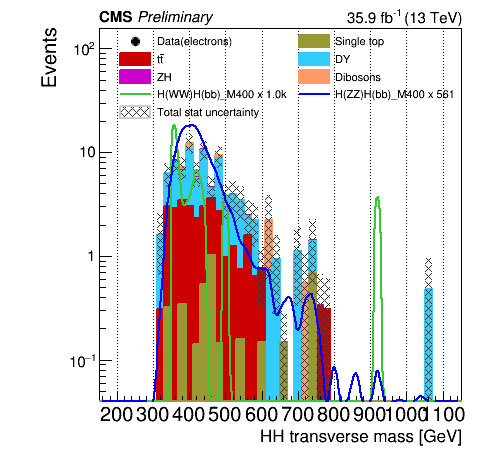 CMS Preliminary 35.9 fb⁻¹ (13 TeV)
Events
10²
10
1
10⁻¹
Data(electrons)
Single top
tt̄
DY
ZH
Dibosons
H(WW)H(bb)_M400 x 1.0k
H(ZZ)H(bb)_M400 x 561
Total stat uncertainty
200 300 400 500 600 700 800 900 1000 1100
HH transverse mass [GeV]